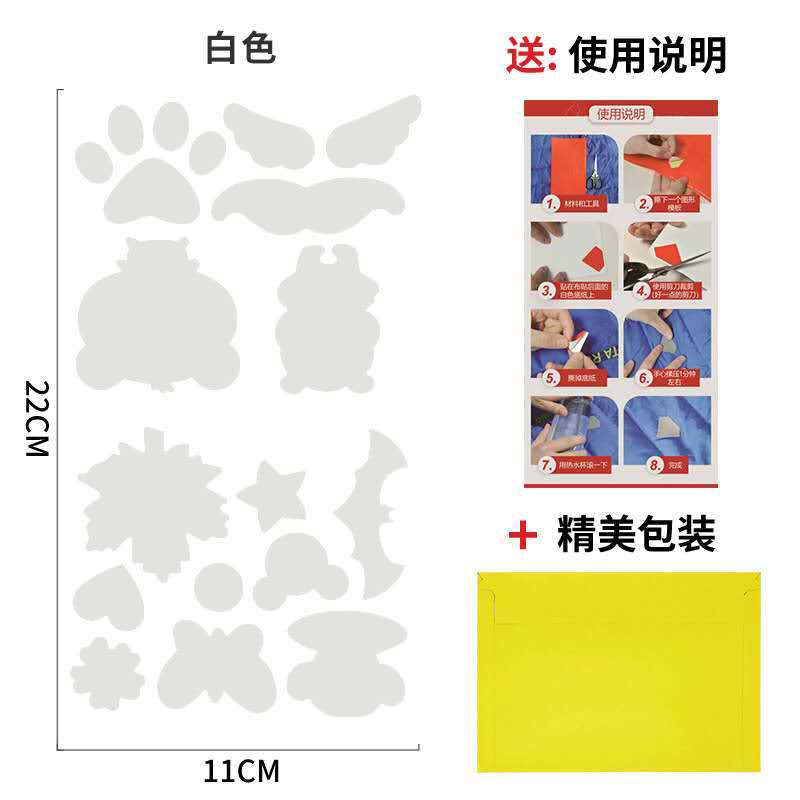 白色
送: 使用说明
使用说明
1. 材料和工具
2. 撕下一个图形
模板
3. 贴在布贴后面的
白色底纸上
4. 使用剪刀裁剪
(好一点的剪刀)
TAR
5. 撕掉底纸
6. 手心揉压1分钟
左右
7. 用热水杯滚一下
8. 完成
22CM
+ 精美包装
11CM